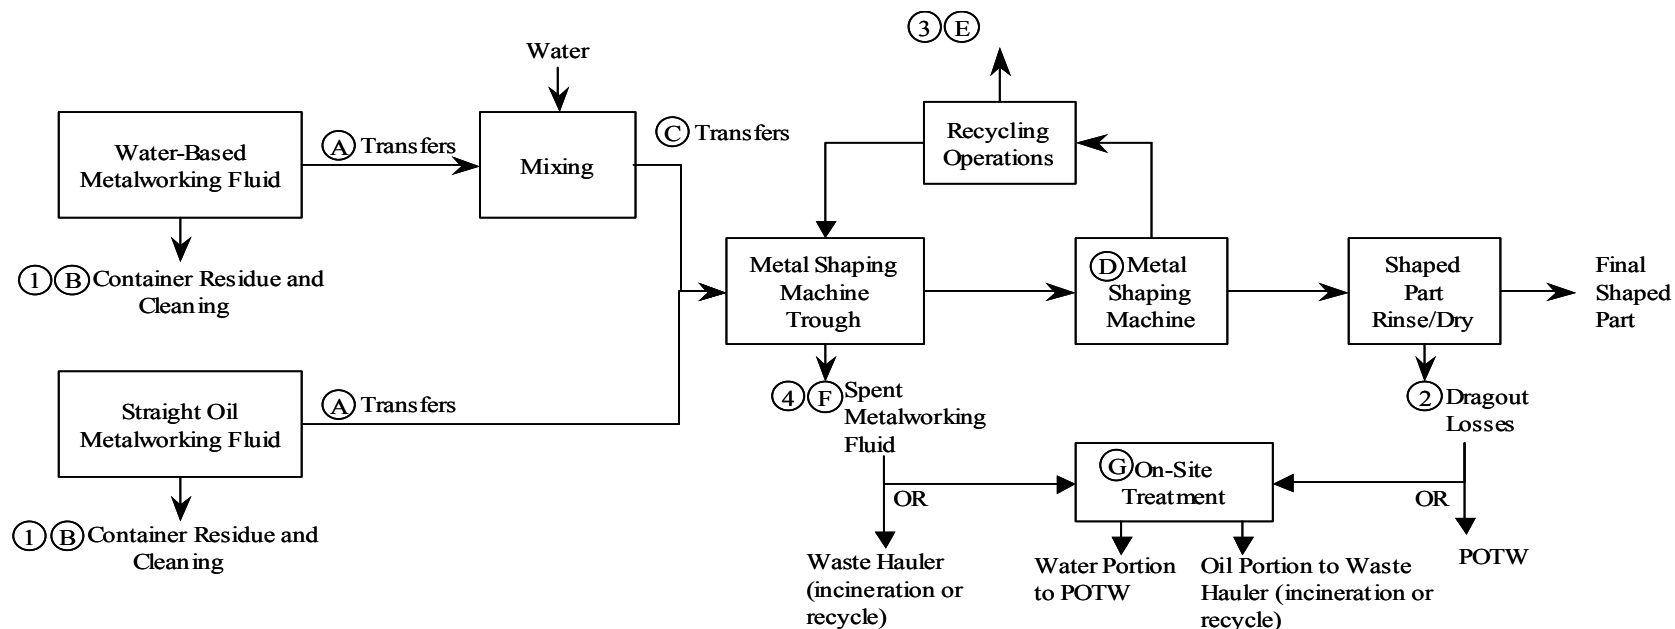 3 E
Water
Water-Based
Metalworking Fluid
A Transfers
Mixing
C Transfers
Recycling
Operations
1 B Container Residue and
Cleaning
Metal Shaping
Machine
Trough
D Metal
Shaping
Machine
Shaped
Part
Rinse/Dry
Final
Shaped
Part
Straight Oil
Metalworking Fluid
A Transfers
4 F Spent
Metalworking
Fluid
2 Dragout
Losses
G On-Site
Treatment
OR
OR
1 B Container Residue and
Cleaning
Waste Hauler
(incineration or
recycle)
Water Portion
to POTW
Oil Portion to Waste
Hauler (incineration or
recycle)
POTW